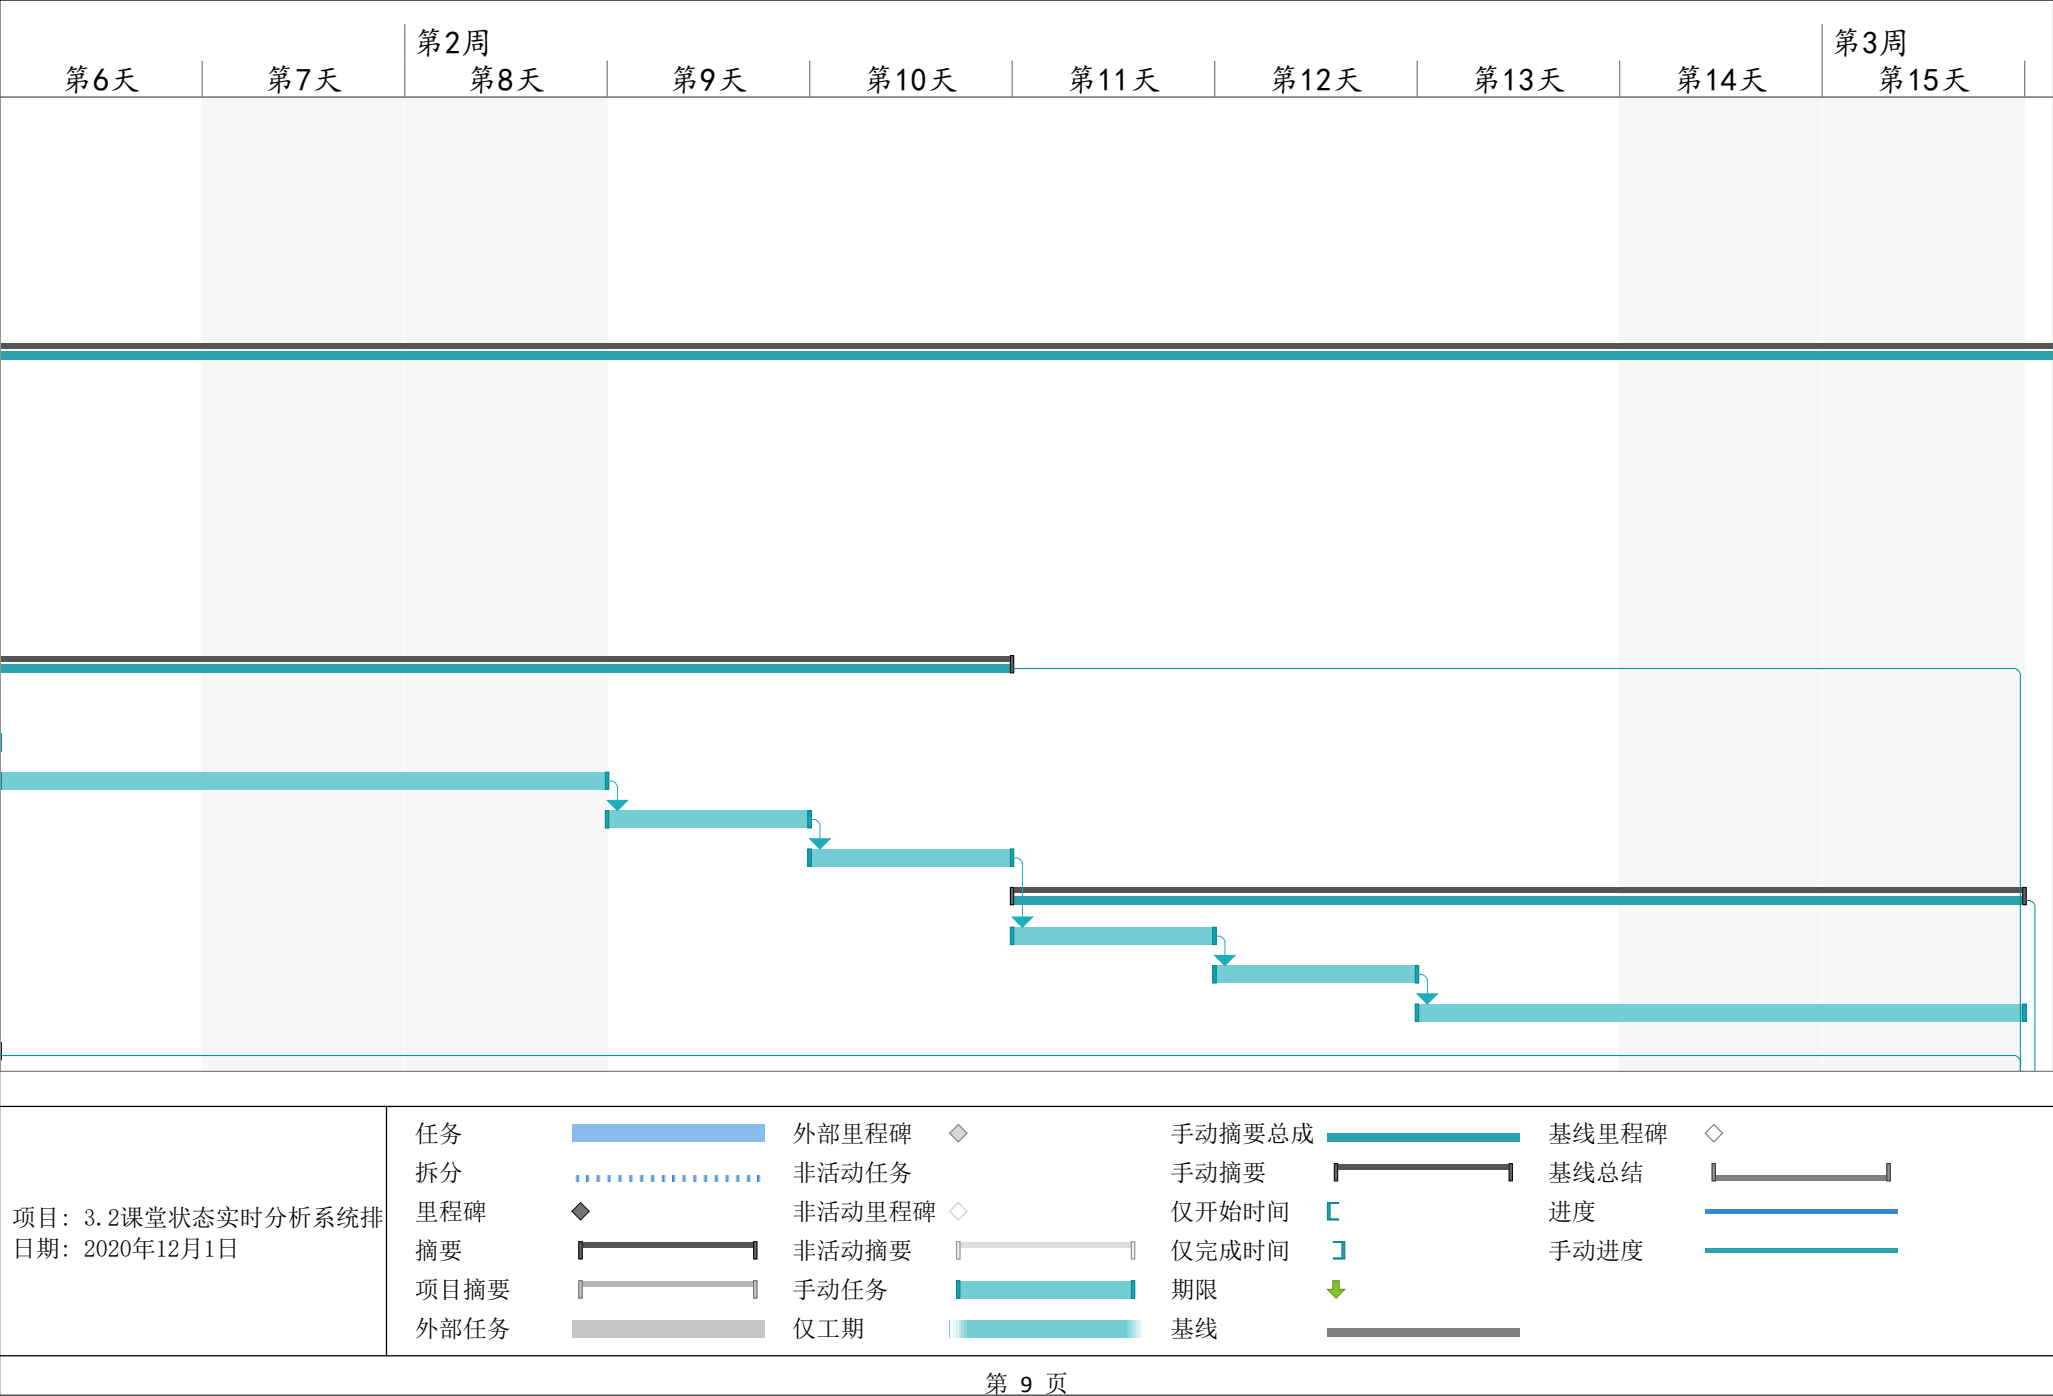 第2周
第3周
第6天
第7天
第8天
第9天
第10天
第11天
第12天
第13天
第14天
第15天
项目: 3.2课堂状态实时分析系统排
日期: 2020年12月1日
任务
拆分
里程碑
摘要
项目摘要
外部任务
外部里程碑
非活动任务
非活动里程碑
非活动摘要
手动任务
仅工期
手动摘要总成
手动摘要
仅开始时间
仅完成时间
期限
基线
基线里程碑
基线总结
进度
手动进度
第 9 页